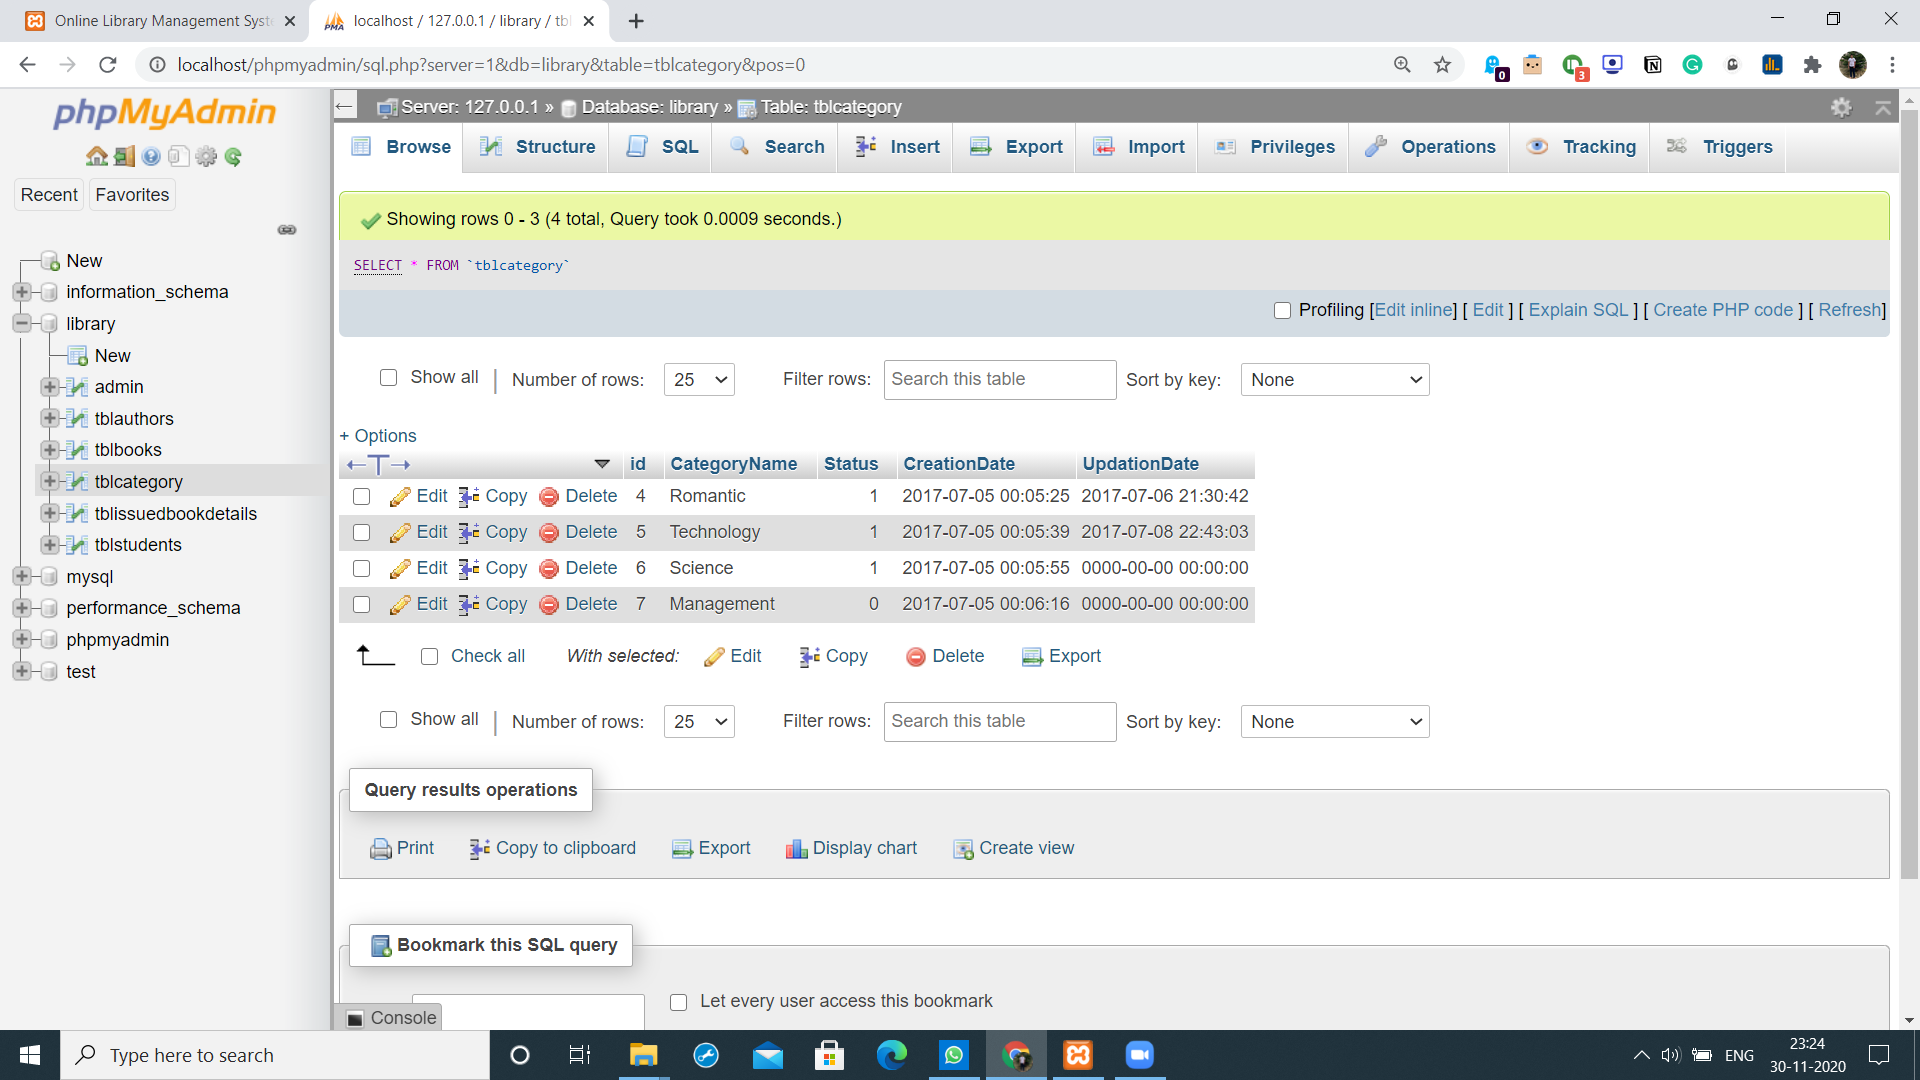 Online Library Management Syst
localhost / 127.0.0.1 / library / tb
localhost/phpmyadmin/sql.php?server=1&db=library&table=tblcategory&pos=0
0
3
phpMyAdmin
Recent
Favorites
New
information_schema
library
New
admin
tblauthors
tblbooks
tblcategory
tblissuedbookdetails
tblstudents
mysql
performance_schema
phpmyadmin
test
Server: 127.0.0.1 » Database: library » Table: tblcategory
Browse Structure SQL Search Insert Export Import Privileges Operations Tracking Triggers
Showing rows 0 - 3 (4 total, Query took 0.0009 seconds.)
SELECT * FROM `tblcategory`
Profiling [Edit inline] [ Edit ] [ Explain SQL ] [ Create PHP code ] [ Refresh]
Show all | Number of rows: 25 Filter rows: Search this table Sort by key: None
+ Options
←T→ id CategoryName Status CreationDate UpdationDate
Edit Copy Delete 4 Romantic 1 2017-07-05 00:05:25 2017-07-06 21:30:42
Edit Copy Delete 5 Technology 1 2017-07-05 00:05:39 2017-07-08 22:43:03
Edit Copy Delete 6 Science 1 2017-07-05 00:05:55 0000-00-00 00:00:00
Edit Copy Delete 7 Management 0 2017-07-05 00:06:16 0000-00-00 00:00:00
Check all With selected: Edit Copy Delete Export
Show all | Number of rows: 25 Filter rows: Search this table Sort by key: None
Query results operations
Print Copy to clipboard Export Display chart Create view
Bookmark this SQL query
Let every user access this bookmark
Console
Type here to search
ENG
23:24
30-11-2020